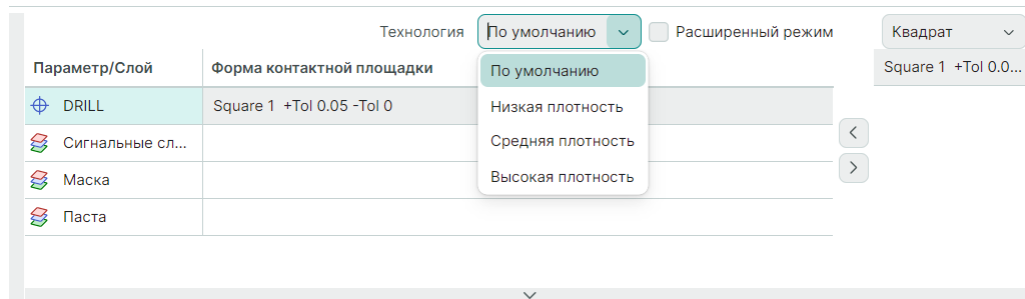 Технология По умолчанию Расширенный режим Квадрат
Параметр/Слой Форма контактной площадки По умолчанию Square 1 +Tol 0.0...
DRILL Square 1 +Tol 0.05 -Tol 0 Низкая плотность
Сигнальные сл... Средняя плотность
Маска Высокая плотность
Паста